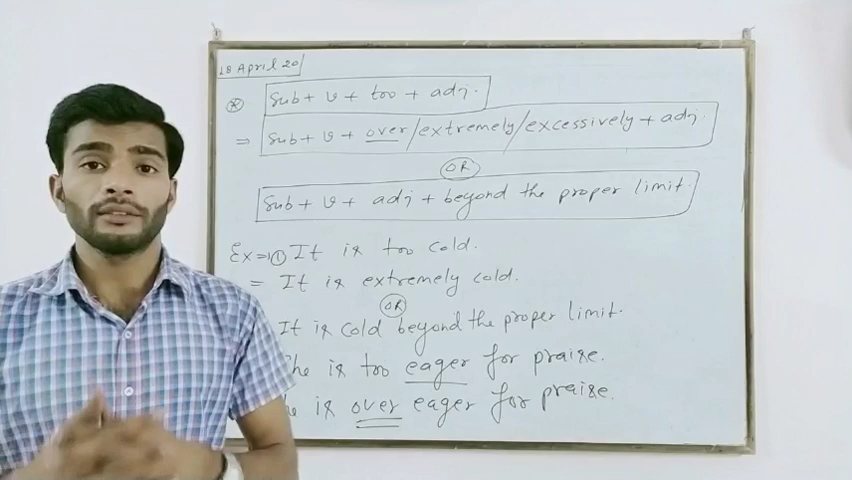 18 April 20
* Sub + v + too + adj.
⇒ Sub + v + over/extremely/excessively + adj.
OR
Sub + v + adj + beyond the proper limit.
Ex ⇒ ① It is too cold.
= It is extremely cold.
OR
It is cold beyond the proper limit.
he is too eager for praise.
he is over eager for praise.